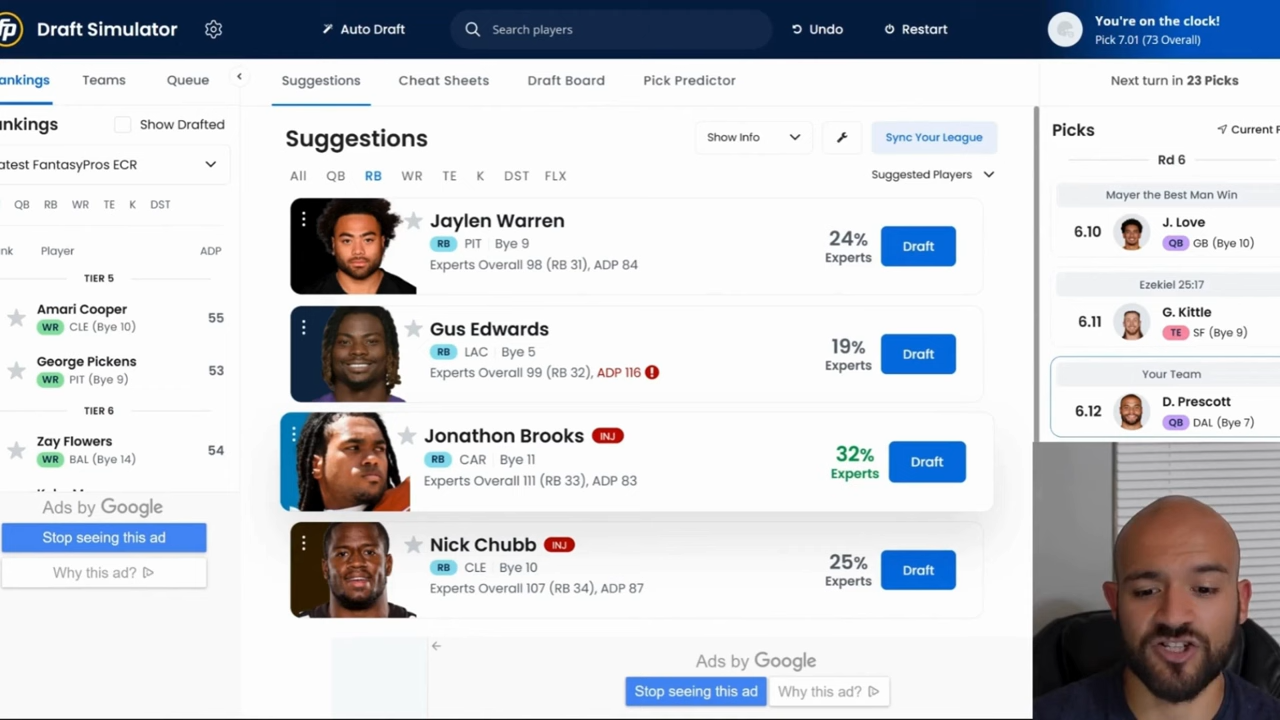 fp
Draft Simulator
Auto Draft
Search players
Undo
Restart
You're on the clock!
Pick 7.01 (73 Overall)
ankings
Teams
Queue
Suggestions
Cheat Sheets
Draft Board
Pick Predictor
Next turn in 23 Picks
nkings
Show Drafted
atest FantasyPros ECR
QB RB WR TE K DST
nk Player ADP
TIER 5
Amari Cooper
WR CLE (Bye 10)
55
George Pickens
WR PIT (Bye 9)
53
TIER 6
Zay Flowers
WR BAL (Bye 14)
54
Ads by Google
Stop seeing this ad
Why this ad?
Suggestions
Show Info
Sync Your League
All QB RB WR TE K DST FLX
Suggested Players
Jaylen Warren
RB PIT Bye 9
Experts Overall 98 (RB 31), ADP 84
24%
Experts
Draft
Gus Edwards
RB LAC Bye 5
Experts Overall 99 (RB 32), ADP 116
19%
Experts
Draft
Jonathon Brooks INJ
RB CAR Bye 11
Experts Overall 111 (RB 33), ADP 83
32%
Experts
Draft
Nick Chubb INJ
RB CLE Bye 10
Experts Overall 107 (RB 34), ADP 87
25%
Experts
Draft
Ads by Google
Stop seeing this ad
Why this ad?
Picks
Current P
Rd 6
Mayer the Best Man Win
6.10
J. Love
QB GB (Bye 10)
Ezekiel 25:17
6.11
G. Kittle
TE SF (Bye 9)
Your Team
6.12
D. Prescott
QB DAL (Bye 7)